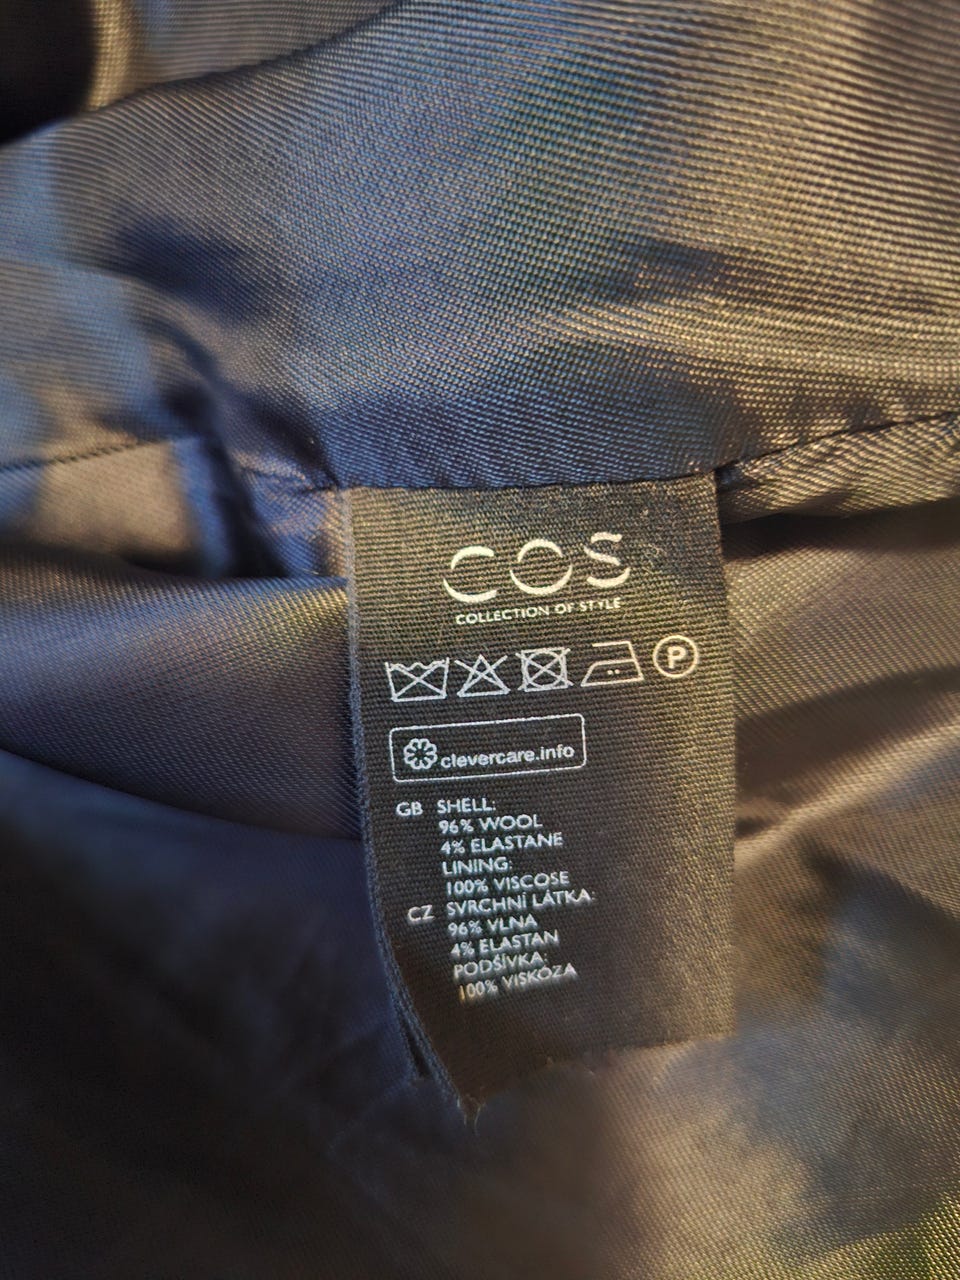 COS
COLLECTION OF STYLE
P
clevercare.info
GB SHELL:
96% WOOL
4% ELASTANE
LINING:
100% VISCOSE
CZ SVRCHNÍ LÁTKA:
96% VLNA
4% ELASTAN
PODŠÍVKA:
100% VISKÓZA